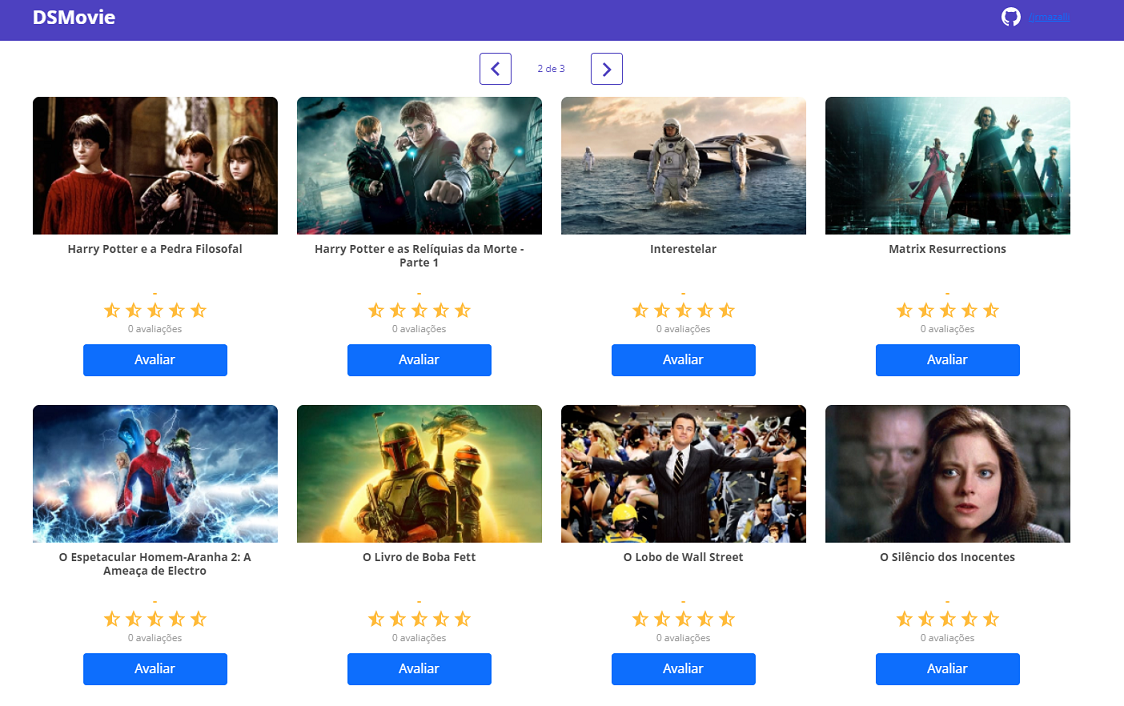 DSMovie
2 de 3
Harry Potter e a Pedra Filosofal
Harry Potter e as Relíquias da Morte -
Parte 1
Interestelar
Matrix Resurrections
-
-
-
-
0 avaliações
0 avaliações
0 avaliações
0 avaliações
Avaliar
Avaliar
Avaliar
Avaliar
O Espetacular Homem-Aranha 2: A
Ameaça de Electro
O Livro de Boba Fett
O Lobo de Wall Street
O Silêncio dos Inocentes
-
-
-
-
0 avaliações
0 avaliações
0 avaliações
0 avaliações
Avaliar
Avaliar
Avaliar
Avaliar